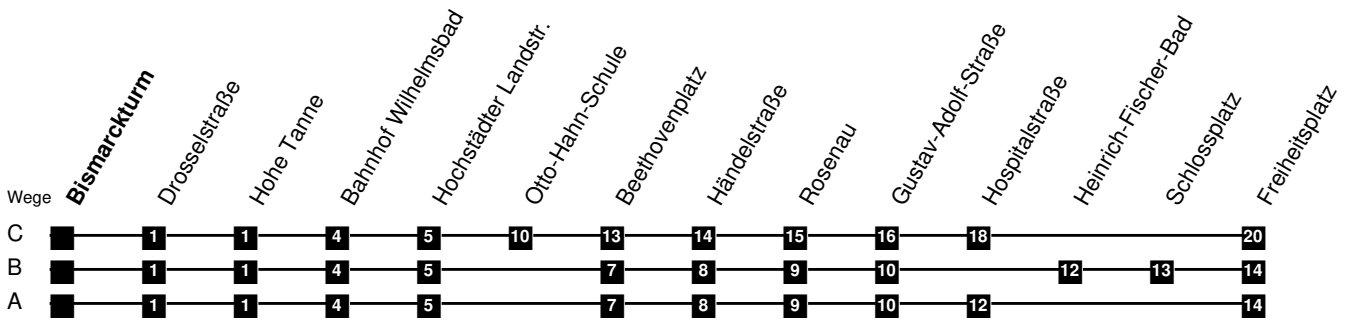 Bismarckturm
Drosselstraße
Hohe Tanne
Bahnhof Wilhelmsbad
Hochstädter Landstr.
Otto-Hahn-Schule
Beethovenplatz
Händelstraße
Rosenau
Gustav-Adolf-Straße
Hospitalstraße
Heinrich-Fischer-Bad
Schlossplatz
Freiheitsplatz
Wege
C 1 1 4 5 10 13 14 15 16 18 20
B 1 1 4 5 7 8 9 10 12 13 14
A 1 1 4 5 7 8 9 10 12 14